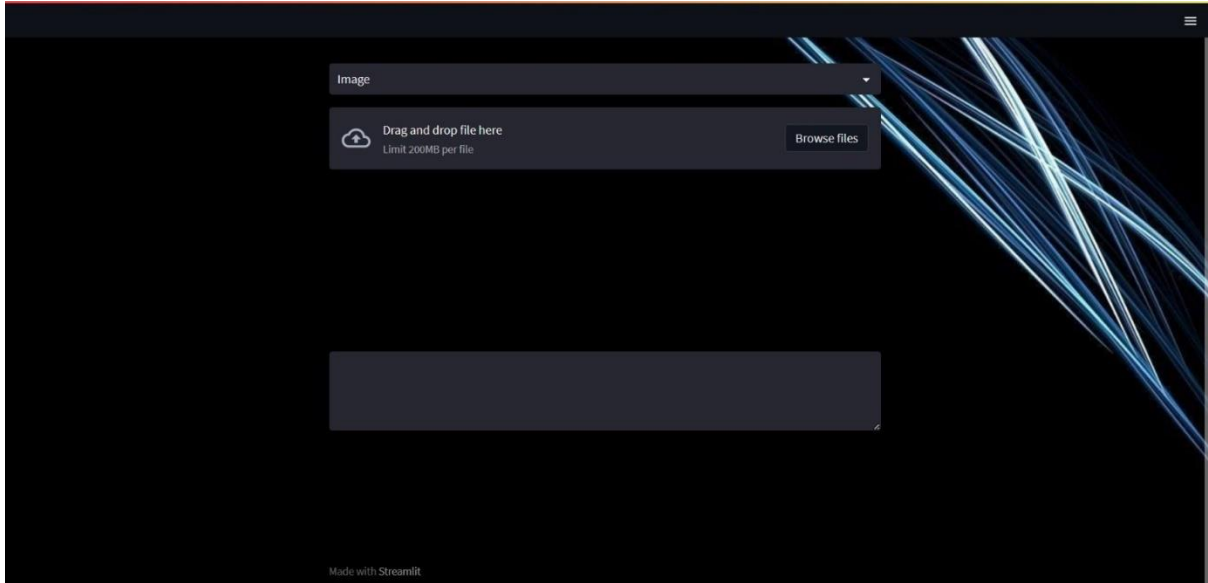 Image
Drag and drop file here
Limit 200MB per file
Browse files
Made with Streamlit